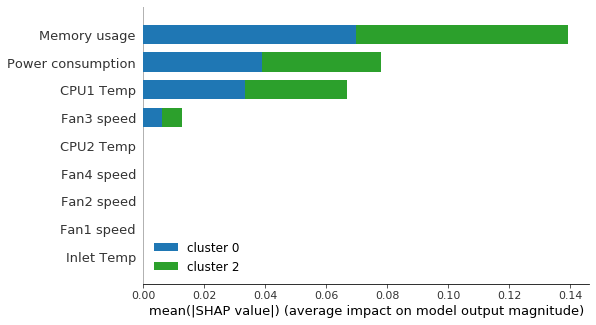 Memory usage
Power consumption
CPU1 Temp
Fan3 speed
CPU2 Temp
Fan4 speed
Fan2 speed
Fan1 speed
Inlet Temp
cluster 0
cluster 2
0.00 0.02 0.04 0.06 0.08 0.10 0.12 0.14
mean(|SHAP value|) (average impact on model output magnitude)